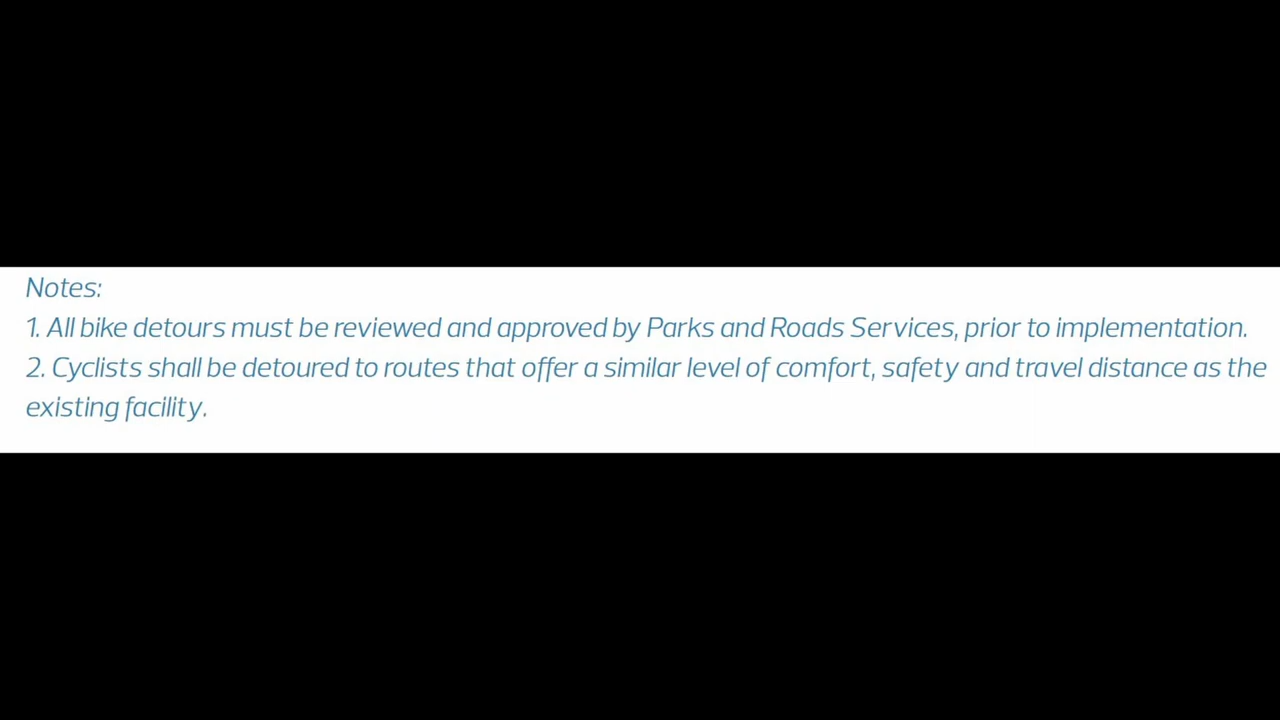 Notes:
1. All bike detours must be reviewed and approved by Parks and Roads Services, prior to implementation.
2. Cyclists shall be detoured to routes that offer a similar level of comfort, safety and travel distance as the
existing facility.